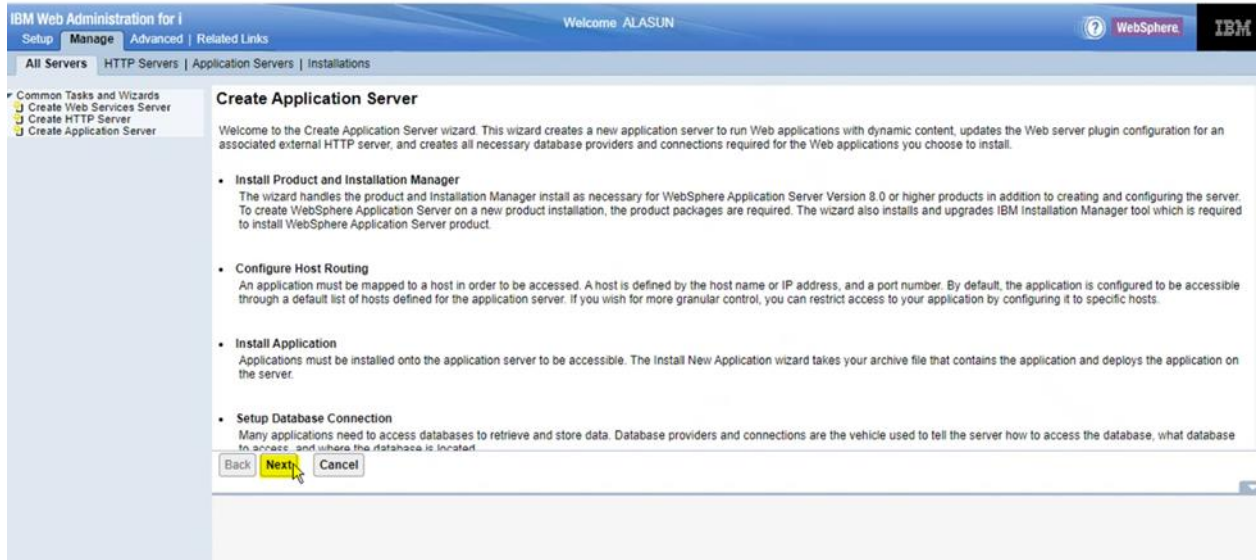 IBM Web Administration for i
Welcome ALASUN
? WebSphere. IBM
Setup Manage Advanced | Related Links
All Servers HTTP Servers | Application Servers | Installations
Common Tasks and Wizards
Create Web Services Server
Create HTTP Server
Create Application Server
Create Application Server
Welcome to the Create Application Server wizard. This wizard creates a new application server to run Web applications with dynamic content, updates the Web server plugin configuration for an
associated external HTTP server, and creates all necessary database providers and connections required for the Web applications you choose to install.
• Install Product and Installation Manager
The wizard handles the product and Installation Manager install as necessary for WebSphere Application Server Version 8.0 or higher products in addition to creating and configuring the server.
To create WebSphere Application Server on a new product installation, the product packages are required. The wizard also installs and upgrades IBM Installation Manager tool which is required
to install WebSphere Application Server product.
• Configure Host Routing
An application must be mapped to a host in order to be accessed. A host is defined by the host name or IP address, and a port number. By default, the application is configured to be accessible
through a default list of hosts defined for the application server. If you wish for more granular control, you can restrict access to your application by configuring it to specific hosts.
• Install Application
Applications must be installed onto the application server to be accessible. The Install New Application wizard takes your archive file that contains the application and deploys the application on
the server.
• Setup Database Connection
Many applications need to access databases to retrieve and store data. Database providers and connections are the vehicle used to tell the server how to access the database, what database
to access, and where the database is located.
Back Next Cancel